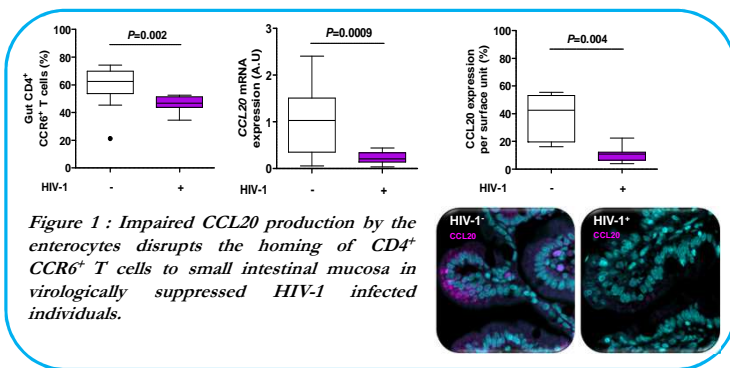 P=0.002
Gut CD4⁺
CCR6⁺ T cells (%)
100
80
60
40
20
0
HIV-1 - +
P=0.0009
CCL20 mRNA
expression (A.U)
3
2
1
0
HIV-1 - +
P=0.004
CCL20 expression
per surface unit (%)
100
80
60
40
20
0
HIV-1 - +
Figure 1 : Impaired CCL20 production by the
enterocytes disrupts the homing of CD4⁺
CCR6⁺ T cells to small intestinal mucosa in
virologically suppressed HIV-1 infected
individuals.
HIV-1⁻
CCL20
HIV-1⁺
CCL20